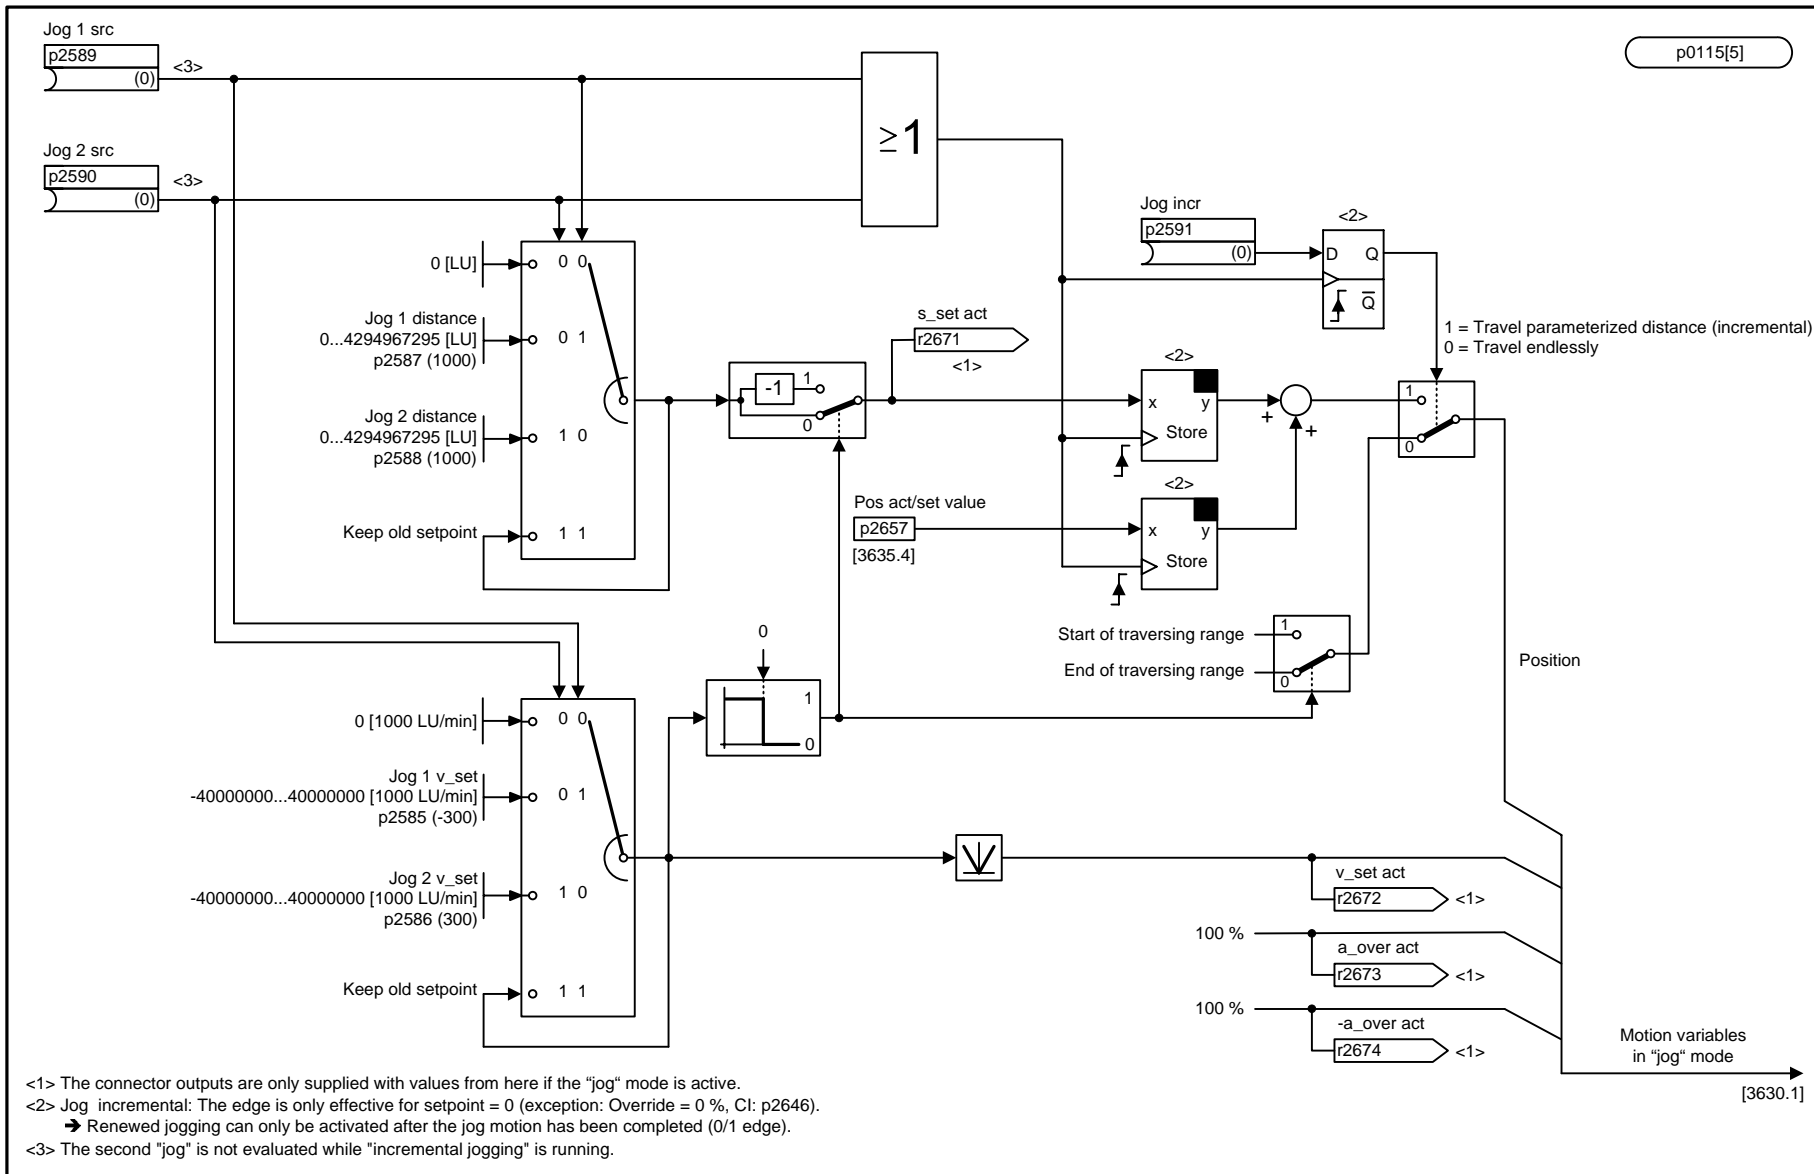 Jog 1 src
p2589
(0)
<3>
p0115[5]
≥1
Jog 2 src
p2590
(0)
<3>
Jog incr
p2591
(0)
<2>
D Q
Q̅
0 [LU]
0 0
Jog 1 distance
0...4294967295 [LU]
p2587 (1000)
0 1
Jog 2 distance
0...4294967295 [LU]
p2588 (1000)
1 0
Keep old setpoint
1 1
-1
1
0
s_set act
r2671
<1>
<2>
x y
Store
+
+
1 = Travel parameterized distance (incremental)
0 = Travel endlessly
1
0
Pos act/set value
p2657
[3635.4]
<2>
x y
Store
Start of traversing range
End of traversing range
1
0
Position
0
1
0
0 [1000 LU/min]
0 0
Jog 1 v_set
-40000000...40000000 [1000 LU/min]
p2585 (-300)
0 1
Jog 2 v_set
-40000000...40000000 [1000 LU/min]
p2586 (300)
1 0
Keep old setpoint
1 1
v_set act
r2672
<1>
100 %
a_over act
r2673
<1>
100 %
-a_over act
r2674
<1>
Motion variables
in “jog“ mode
[3630.1]
<1> The connector outputs are only supplied with values from here if the “jog“ mode is active.
<2> Jog incremental: The edge is only effective for setpoint = 0 (exception: Override = 0 %, CI: p2646).
➔ Renewed jogging can only be activated after the jog motion has been completed (0/1 edge).
<3> The second "jog" is not evaluated while "incremental jogging" is running.